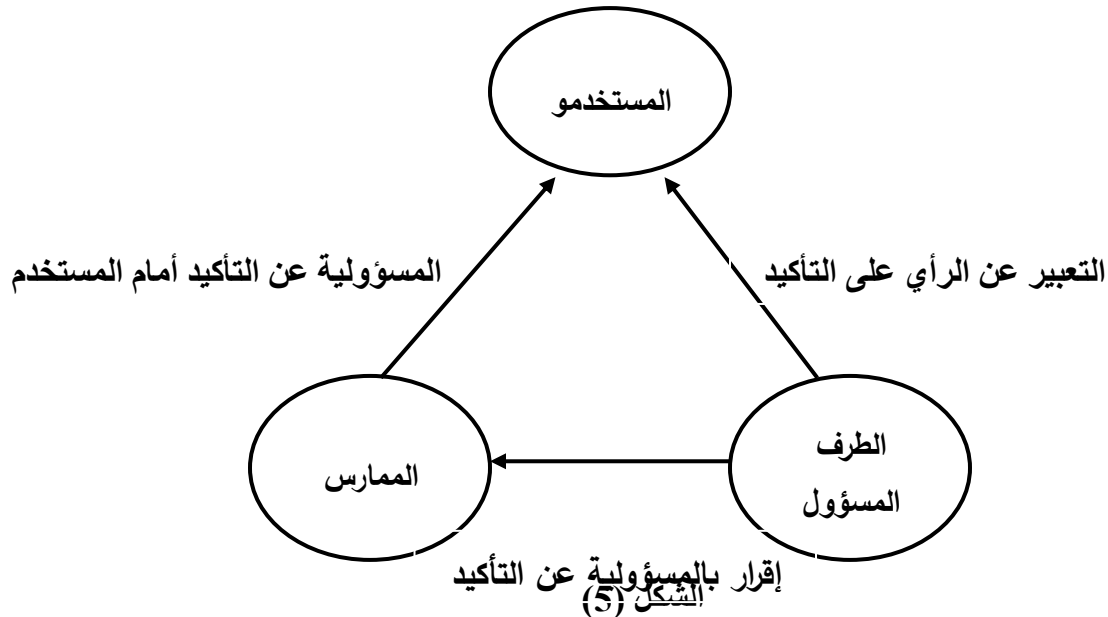 المستخدمو
التعبير عن الرأي على التأكيد
المسؤولية عن التأكيد أمام المستخدم
الطرف
المسؤول
الممارس
إقرار بالمسؤولية عن التأكيد
الشكل (5)